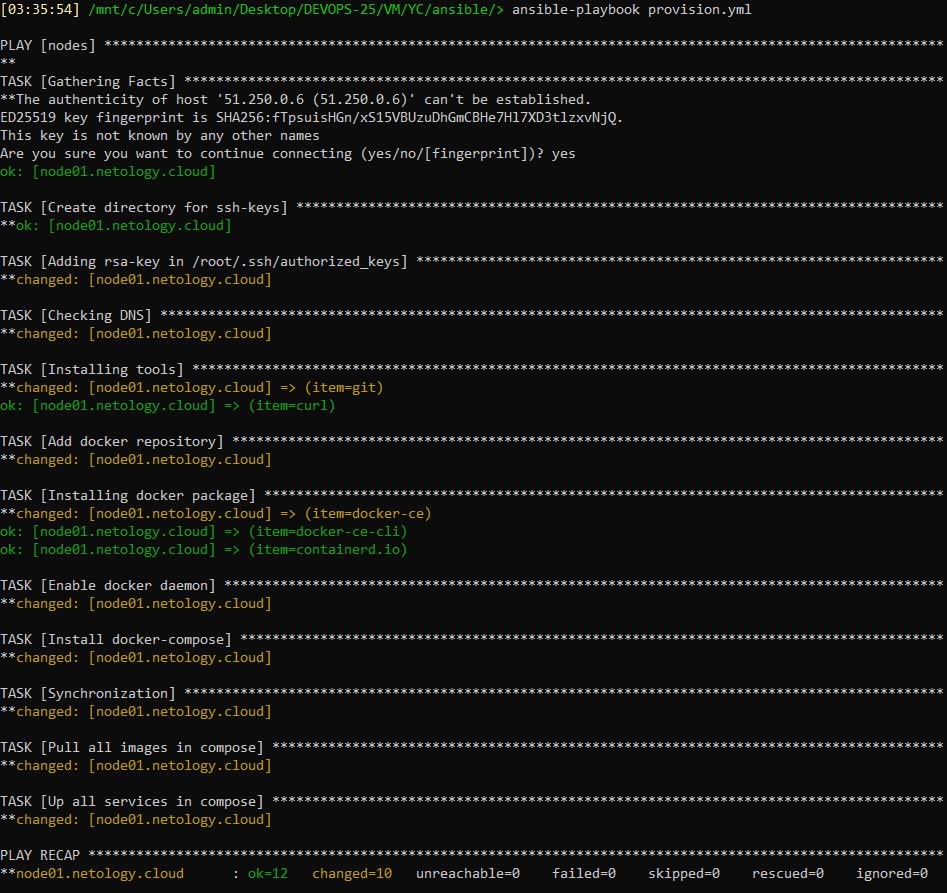 [03:35:54] /mnt/c/Users/admin/Desktop/DEVOPS-25/VM/YC/ansible/> ansible-playbook provision.yml
PLAY [nodes] *********************************************************************************************************
**
TASK [Gathering Facts] ***********************************************************************************************
**The authenticity of host '51.250.0.6 (51.250.0.6)' can't be established.
ED25519 key fingerprint is SHA256:fTpsuisHGn/xS15VBUzuDhGmCBHe7Hl7XD3tlzxvNjQ.
This key is not known by any other names
Are you sure you want to continue connecting (yes/no/[fingerprint])? yes
ok: [node01.netology.cloud]
TASK [Create directory for ssh-keys] *********************************************************************************
**ok: [node01.netology.cloud]
TASK [Adding rsa-key in /root/.ssh/authorized_keys] ******************************************************************
**changed: [node01.netology.cloud]
TASK [Checking DNS] **************************************************************************************************
**changed: [node01.netology.cloud]
TASK [Installing tools] **********************************************************************************************
**changed: [node01.netology.cloud] => (item=git)
ok: [node01.netology.cloud] => (item=curl)
TASK [Add docker repository] *****************************************************************************************
**changed: [node01.netology.cloud]
TASK [Installing docker package] *************************************************************************************
**changed: [node01.netology.cloud] => (item=docker-ce)
ok: [node01.netology.cloud] => (item=docker-ce-cli)
ok: [node01.netology.cloud] => (item=containerd.io)
TASK [Enable docker daemon] ******************************************************************************************
**changed: [node01.netology.cloud]
TASK [Install docker-compose] ****************************************************************************************
**changed: [node01.netology.cloud]
TASK [Synchronization] ***********************************************************************************************
**changed: [node01.netology.cloud]
TASK [Pull all images in compose] ************************************************************************************
**changed: [node01.netology.cloud]
TASK [Up all services in compose] ************************************************************************************
**changed: [node01.netology.cloud]
PLAY RECAP ***********************************************************************************************************
**node01.netology.cloud      : ok=12   changed=10   unreachable=0    failed=0    skipped=0    rescued=0    ignored=0